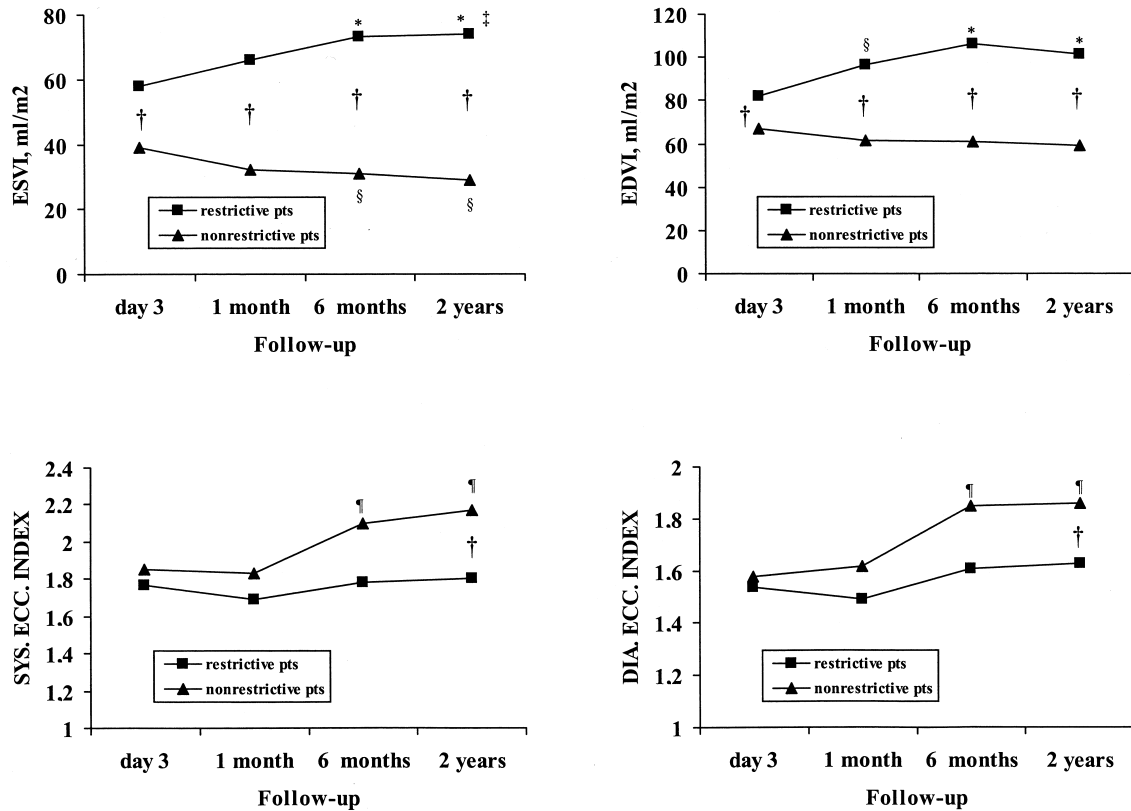 80
60
40
20
0
ESVI, ml/m2
* * ‡
† † † †
§ §
restrictive pts
nonrestrictive pts
day 3 1 month 6 months 2 years
Follow-up
120
100
80
60
40
20
0
EDVI, ml/m2
§ * *
† † † †
restrictive pts
nonrestrictive pts
day 3 1 month 6 months 2 years
Follow-up
2.4
2.2
2
1.8
1.6
1.4
1.2
1
SYS. ECC. INDEX
¶ ¶
†
restrictive pts
nonrestrictive pts
day 3 1 month 6 months 2 years
Follow-up
2
1.8
1.6
1.4
1.2
1
DIA. ECC. INDEX
¶ ¶
†
restrictive pts
nonrestrictive pts
day 3 1 month 6 months 2 years
Follow-up